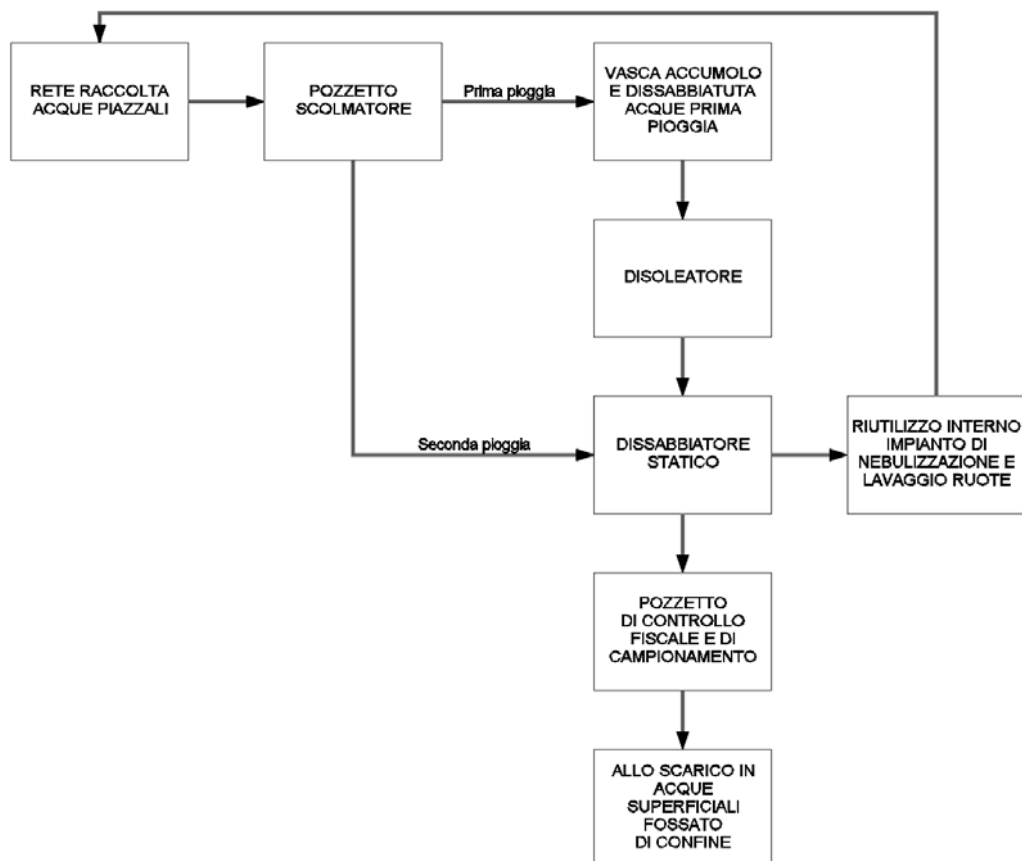 RETE RACCOLTA
ACQUE PIAZZALI
POZZETTO
SCOLMATORE
Prima pioggia
VASCA ACCUMOLO
E DISSABBIATUTA
ACQUE PRIMA
PIOGGIA
DISOLEATORE
Seconda pioggia
DISSABBIATORE
STATICO
RIUTILIZZO INTERNO
IMPIANTO DI
NEBULIZZAZIONE E
LAVAGGIO RUOTE
POZZETTO
DI CONTROLLO
FISCALE E DI
CAMPIONAMENTO
ALLO SCARICO IN
ACQUE
SUPERFICIALI
FOSSATO
DI CONFINE